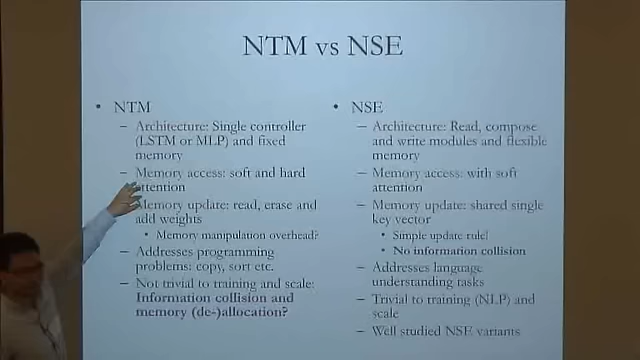 NTM vs NSE
• NTM
– Architecture: Single controller
(LSTM or MLP) and fixed
memory
– Memory access: soft and hard
attention
Memory update: read, erase and
add weights
• Memory manipulation overhead?
– Addresses programming
problems: copy, sort etc.
– Not trivial to training and scale:
Information collision and
memory (de-)allocation?
• NSE
– Architecture: Read, compose
and write modules and flexible
memory
– Memory access: with soft
attention
– Memory update: shared single
key vector
• Simple update rule!
• No information collision
– Addresses language
understanding tasks
– Trivial to training (NLP) and
scale
– Well studied NSE variants